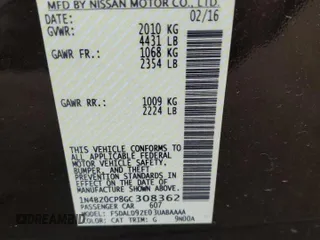 MFD BY NISSAN MOTOR CO., LTD.
DATE: 02/16
GVWR: 2010 KG
4431 LB
GAWR FR: 1068 KG
2354 LB
GAWR RR: 1009 KG
2224 LB
THIS VEHICLE CONFORMS TO ALL APPLICABLE
FEDERAL MOTOR VEHICLE SAFETY,
BUMPER, AND THEFT PREVENTION
STANDARDS IN EFFECT ON THE DATE OF
MANUFACTURE SHOWN ABOVE.
1N4BZ0CP8GC308362
PASSENGER CAR 607
MODEL: FSDALD9ZE0JUABAAAA
COLOR: CAT TRIM: G 9H00A